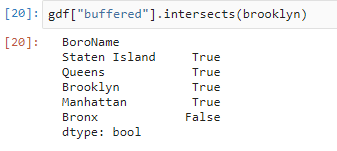 [20]: gdf["buffered"].intersects(brooklyn)
[20]: BoroName
Staten Island     True
Queens            True
Brooklyn          True
Manhattan         True
Bronx            False
dtype: bool